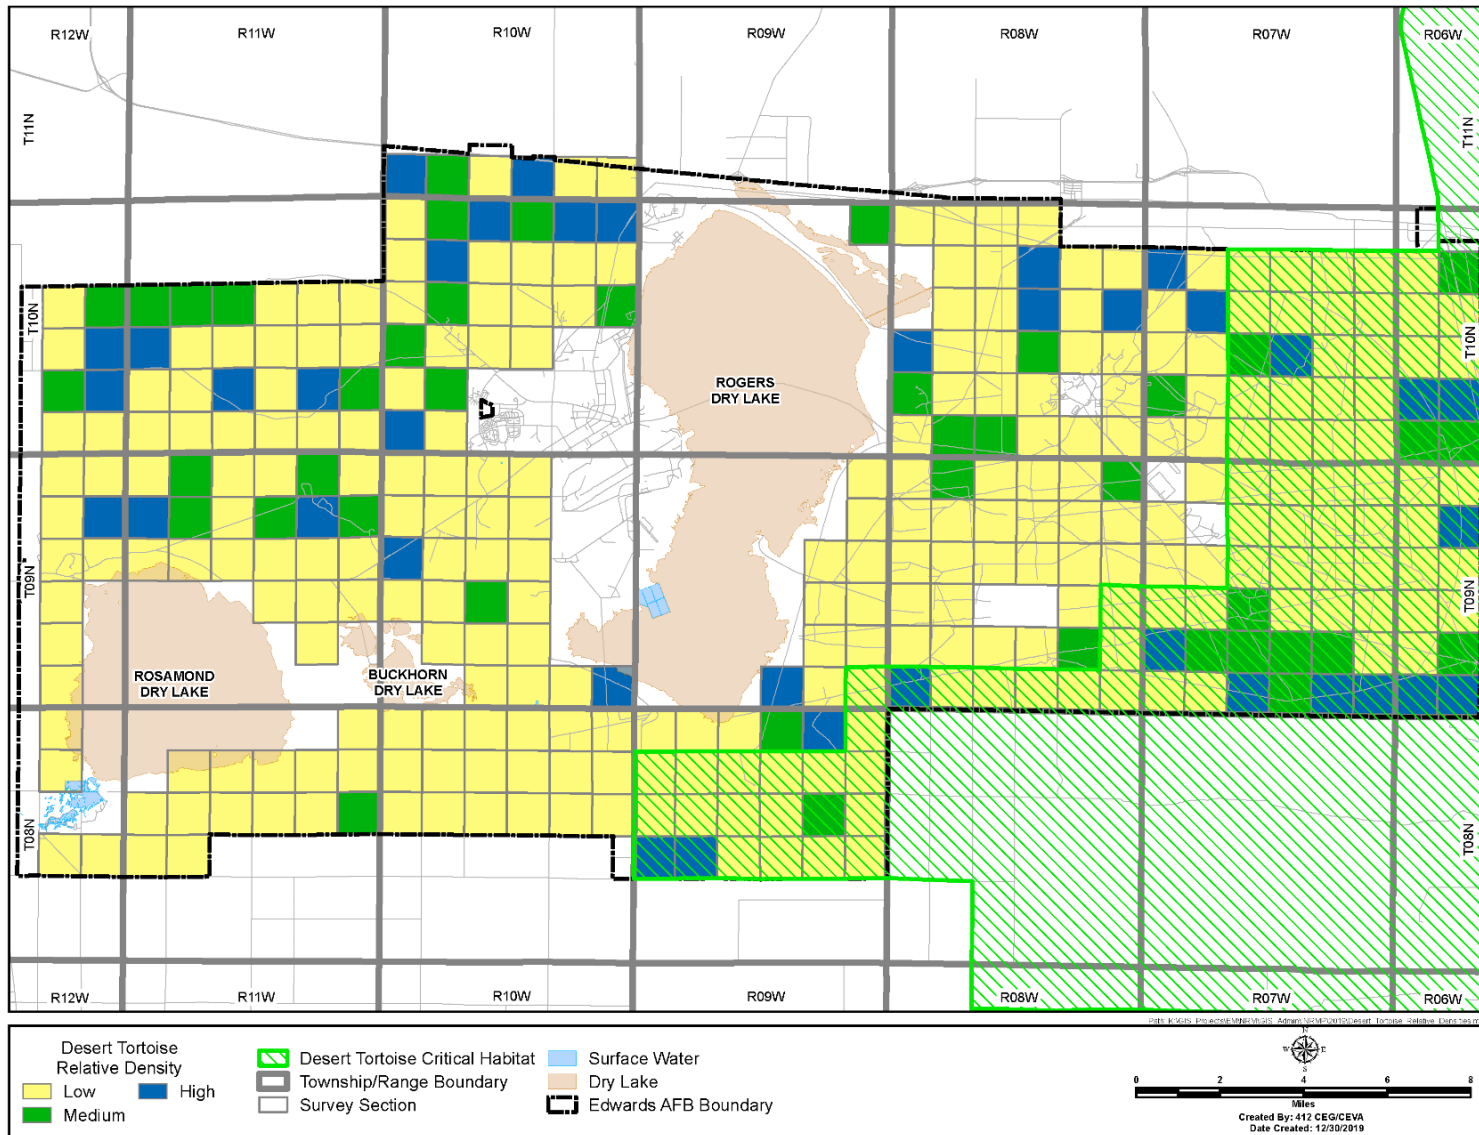 R12W R11W R10W R09W R08W R07W R06W
T11N T11N
T10N T10N
ROGERS
DRY LAKE
T09N T09N
ROSAMOND
DRY LAKE
BUCKHORN
DRY LAKE
T08N T08N
R12W R11W R10W R09W R08W R07W R06W
Desert Tortoise
Relative Density
Low High
Medium
Desert Tortoise Critical Habitat
Township/Range Boundary
Survey Section
Surface Water
Dry Lake
Edwards AFB Boundary
N
W E
S
0 2 4 6 8
Miles
Created By: 412 CEG/CEVA
Date Created: 12/30/2019